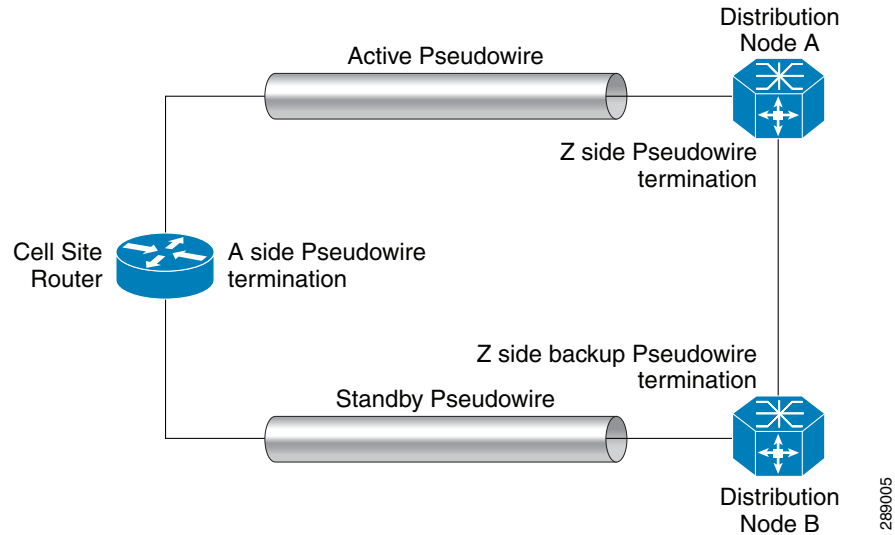 Distribution
Node A
Active Pseudowire
Z side Pseudowire
termination
Cell Site
Router
A side Pseudowire
termination
Z side backup Pseudowire
termination
Standby Pseudowire
Distribution
Node B
289005